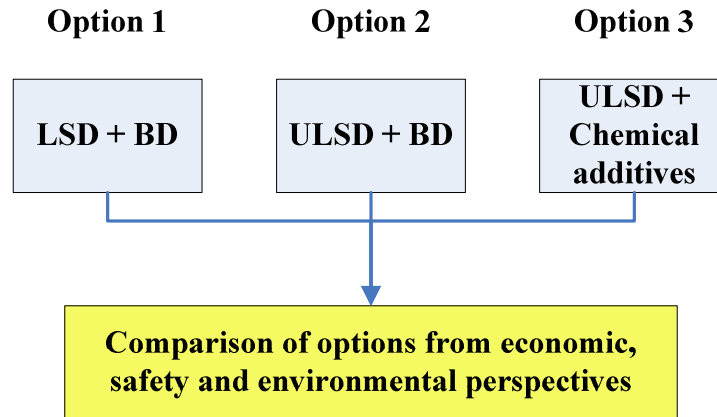 Option 1
Option 2
Option 3
LSD + BD
ULSD + BD
ULSD +
Chemical
additives
Comparison of options from economic,
safety and environmental perspectives